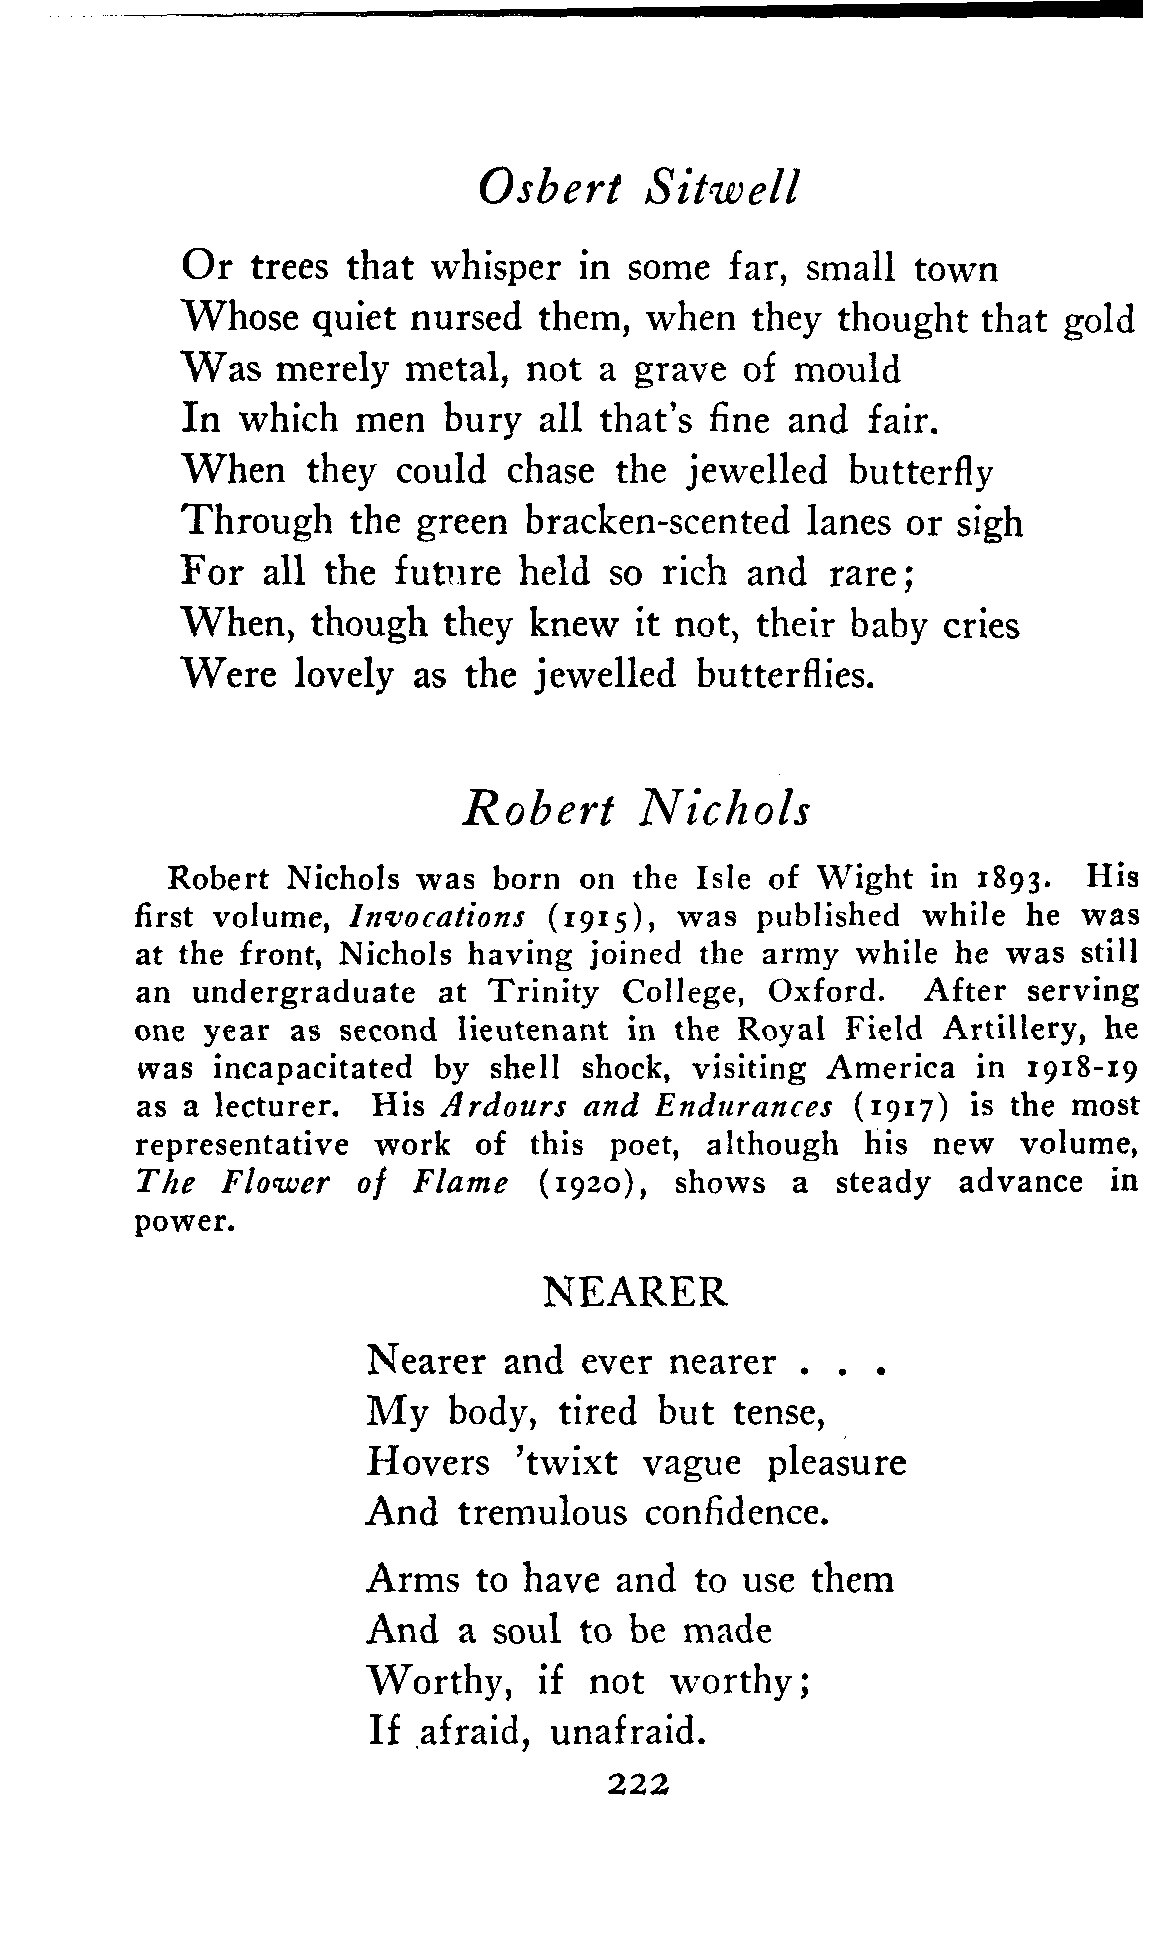 Osbert Sitwell
Or trees that whisper in some far, small town
Whose quiet nursed them, when they thought that gold
Was merely metal, not a grave of mould
In which men bury all that's fine and fair.
When they could chase the jewelled butterfly
Through the green bracken-scented lanes or sigh
For all the future held so rich and rare;
When, though they knew it not, their baby cries
Were lovely as the jewelled butterflies.
Robert Nichols
Robert Nichols was born on the Isle of Wight in 1893. His
first volume, Invocations (1915), was published while he was
at the front, Nichols having joined the army while he was still
an undergraduate at Trinity College, Oxford. After serving
one year as second lieutenant in the Royal Field Artillery, he
was incapacitated by shell shock, visiting America in 1918-19
as a lecturer. His Ardours and Endurances (1917) is the most
representative work of this poet, although his new volume,
The Flower of Flame (1920), shows a steady advance in
power.
NEARER
Nearer and ever nearer . . .
My body, tired but tense,
Hovers 'twixt vague pleasure
And tremulous confidence.
Arms to have and to use them
And a soul to be made
Worthy, if not worthy;
If afraid, unafraid.
222